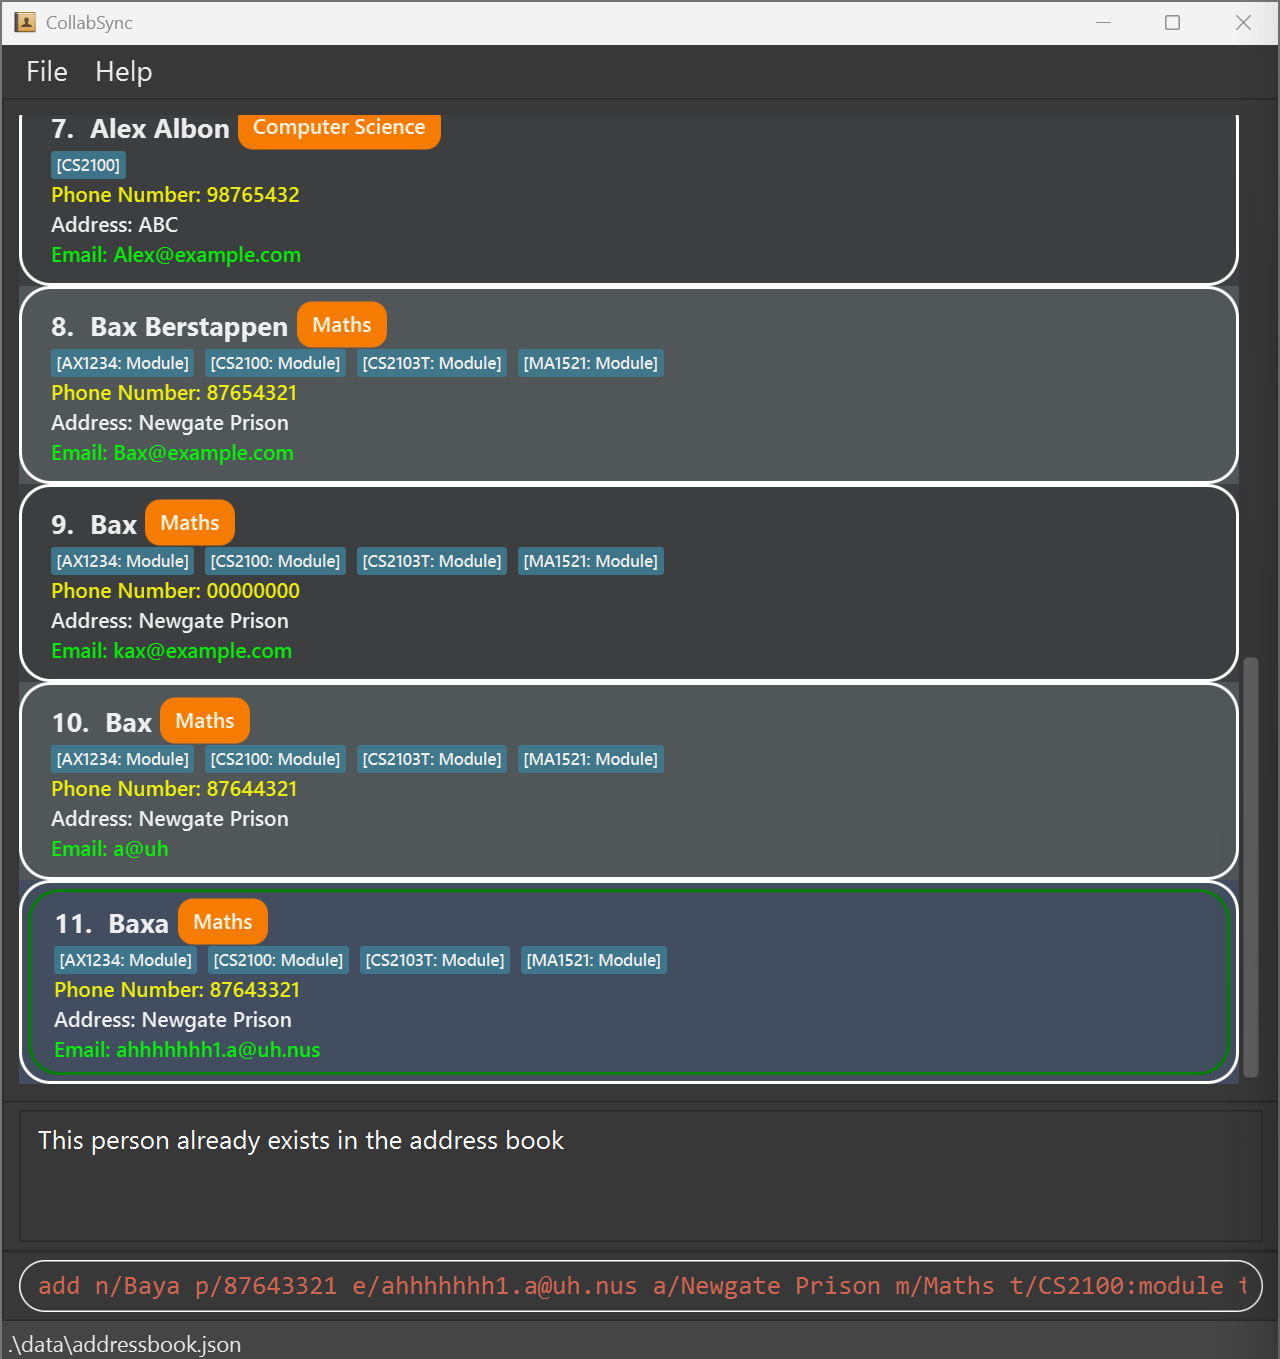 CollabSync
File Help
7. Alex Albon Computer Science
[CS2100]
Phone Number: 98765432
Address: ABC
Email: Alex@example.com
8. Bax Berstappen Maths
[AX1234: Module] [CS2100: Module] [CS2103T: Module] [MA1521: Module]
Phone Number: 87654321
Address: Newgate Prison
Email: Bax@example.com
9. Bax Maths
[AX1234: Module] [CS2100: Module] [CS2103T: Module] [MA1521: Module]
Phone Number: 00000000
Address: Newgate Prison
Email: kax@example.com
10. Bax Maths
[AX1234: Module] [CS2100: Module] [CS2103T: Module] [MA1521: Module]
Phone Number: 87644321
Address: Newgate Prison
Email: a@uh
11. Baxa Maths
[AX1234: Module] [CS2100: Module] [CS2103T: Module] [MA1521: Module]
Phone Number: 87643321
Address: Newgate Prison
Email: ahhhhhhh1.a@uh.nus
This person already exists in the address book
add n/Baya p/87643321 e/ahhhhhhh1.a@uh.nus a/Newgate Prison m/Maths t/CS2100:module t
.\data\addressbook.json